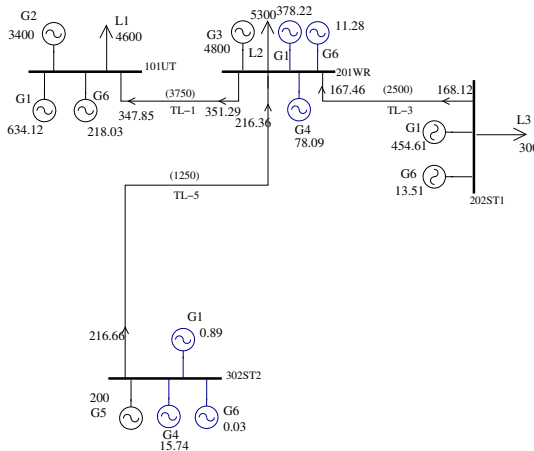 G2
3400
L1
4600
101UT
G1
634.12
G6
218.03
347.85
(3750)
TL-1
351.29
G3
4800
L2
5300
378.22
G1
11.28
G6
201WR
216.36
G4
78.09
167.46
(2500)
TL-3
168.12
G1
454.61
L3
300
G6
13.51
202ST1
(1250)
TL-5
216.66
G1
0.89
302ST2
200
G5
G4
15.74
G6
0.03